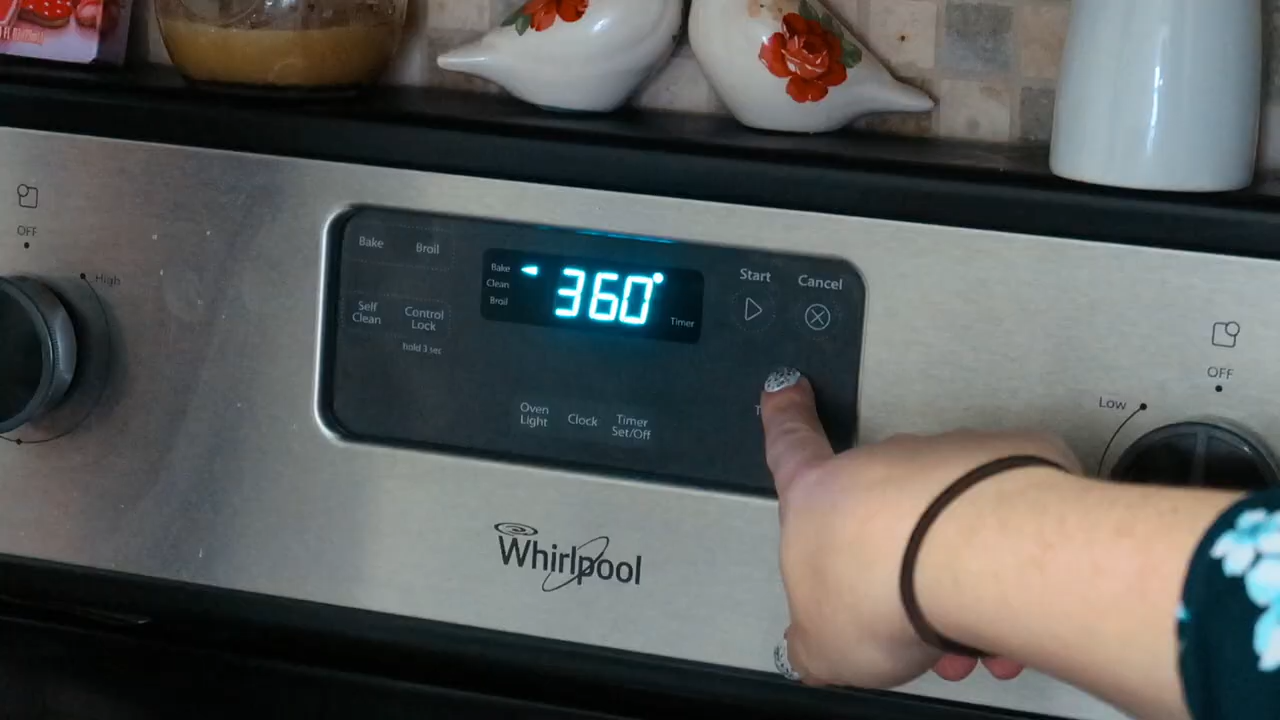 OFF
High
Bake
Broil
Self
Clean
Control
Lock
hold 3 sec
Bake
Clean
Broil
360°
Timer
Start
Cancel
Oven
Light
Clock
Timer
Set/Off
OFF
Low
Whirlpool